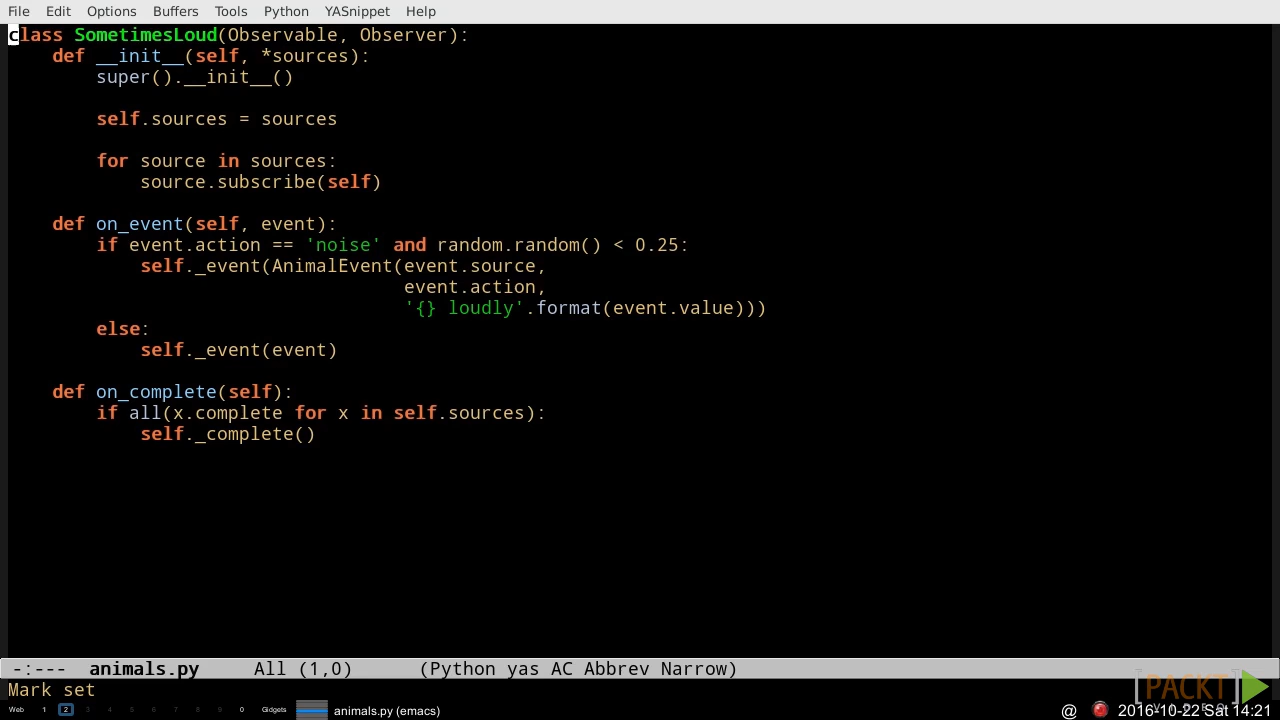 File Edit Options Buffers Tools Python YASnippet Help
class SometimesLoud(Observable, Observer):
    def __init__(self, *sources):
        super().__init__()
        self.sources = sources
        for source in sources:
            source.subscribe(self)
    def on_event(self, event):
        if event.action == 'noise' and random.random() < 0.25:
            self._event(AnimalEvent(event.source,
                                    event.action,
                                    '{} loudly'.format(event.value)))
        else:
            self._event(event)
    def on_complete(self):
        if all(x.complete for x in self.sources):
            self._complete()
-:--- animals.py All (1,0) (Python yas AC Abbrev Narrow)
Mark set
[PACKT]
Web 1 2 3 4 5 6 7 8 9 0 Gidgets animals.py (emacs) @ 2016-10-22 Sat 14:21